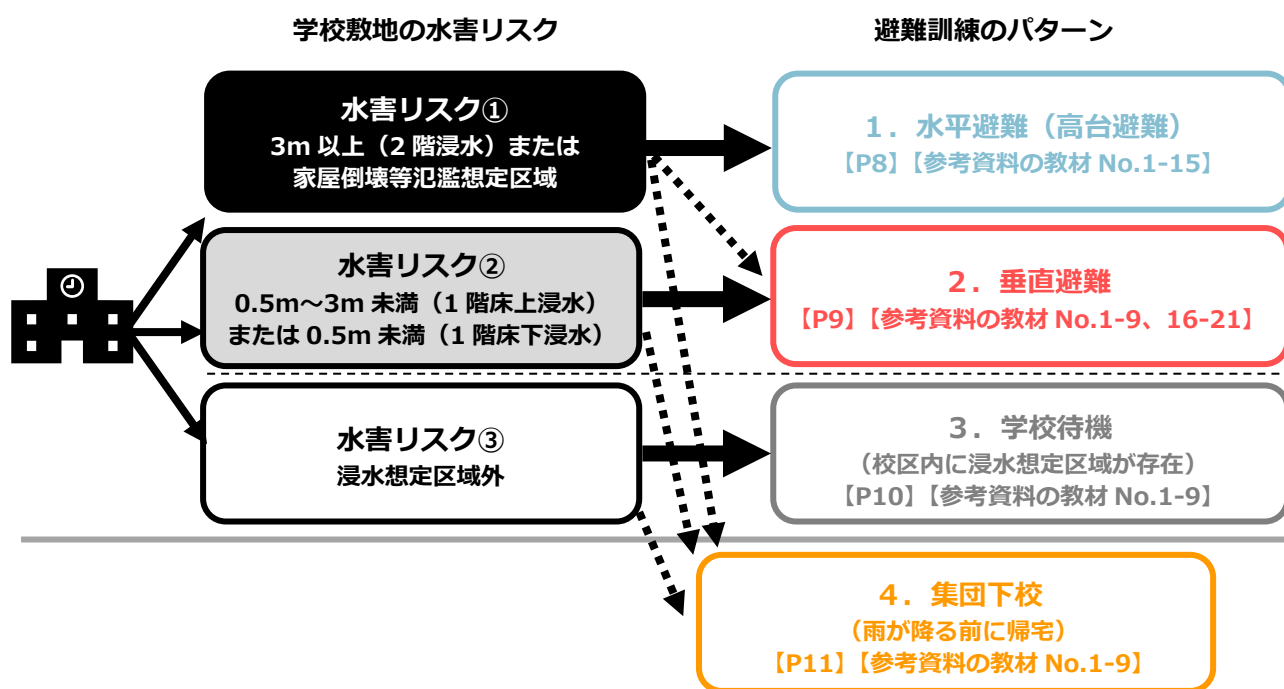 学校敷地の水害リスク
避難訓練のパターン
水害リスク①
3m 以上（2 階浸水）または
家屋倒壊等氾濫想定区域
1．水平避難（高台避難）
【P8】【参考資料の教材 No.1-15】
水害リスク②
0.5m～3m 未満（1 階床上浸水）
または 0.5m 未満（1 階床下浸水）
2．垂直避難
【P9】【参考資料の教材 No.1-9、16-21】
水害リスク③
浸水想定区域外
3．学校待機
（校区内に浸水想定区域が存在）
【P10】【参考資料の教材 No.1-9】
4．集団下校
（雨が降る前に帰宅）
【P11】【参考資料の教材 No.1-9】